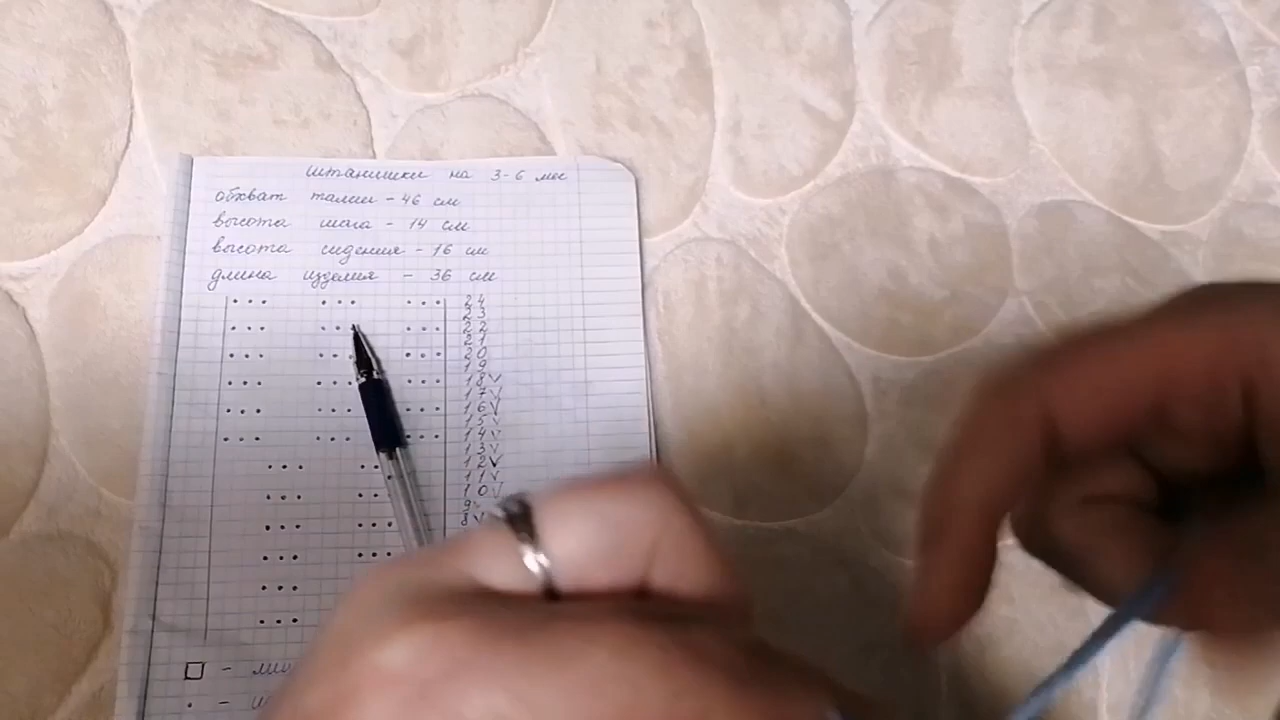 штанишки на 3-6 мес
обхват талии - 46 см
высота шага - 14 см
высота сидения - 16 см
длина изделия - 36 см
24
23
22
21
20
19
18 V
17 V
16 V
15 V
14 V
13 V
12 V
11 V
10 V
9 V
8 V
□ -
. -